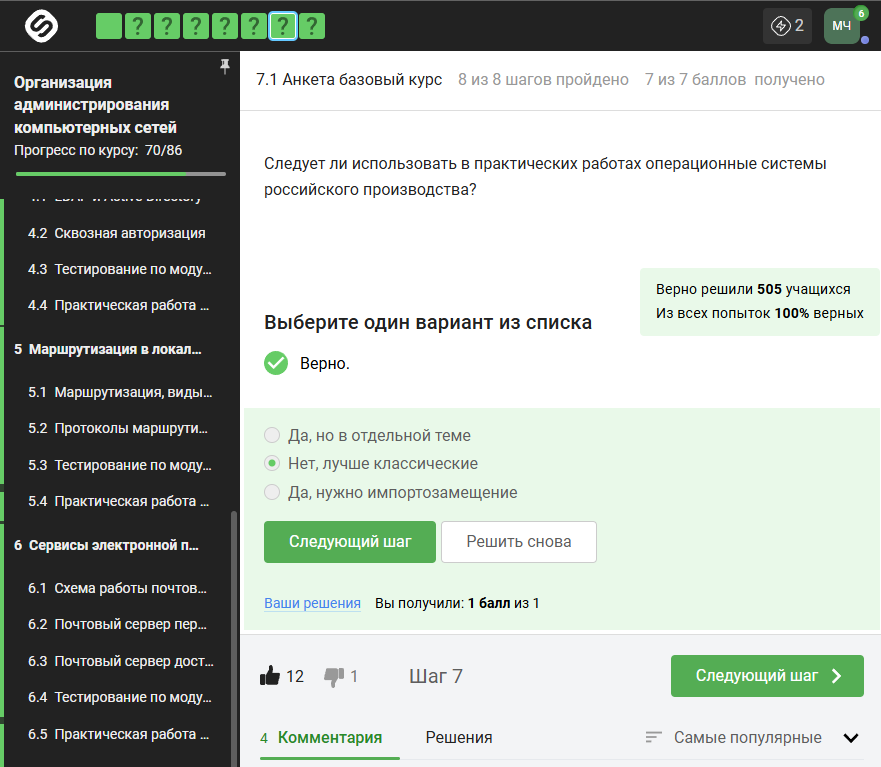 ? ? ? ? ? ? ?
2
МЧ
6
Организация
администрирования
компьютерных сетей
Прогресс по курсу: 70/86
4.1 LDAP и Active Directory
4.2 Сквозная авторизация
4.3 Тестирование по моду...
4.4 Практическая работа ...
5 Маршрутизация в локал...
5.1 Маршрутизация, виды...
5.2 Протоколы маршрути...
5.3 Тестирование по моду...
5.4 Практическая работа ...
6 Сервисы электронной п...
6.1 Схема работы почтов...
6.2 Почтовый сервер пер...
6.3 Почтовый сервер дост...
6.4 Тестирование по моду...
6.5 Практическая работа ...
7.1 Анкета базовый курс 8 из 8 шагов пройдено 7 из 7 баллов получено
Следует ли использовать в практических работах операционные системы
российского производства?
Верно решили 505 учащихся
Из всех попыток 100% верных
Выберите один вариант из списка
Верно.
Да, но в отдельной теме
Нет, лучше классические
Да, нужно импортозамещение
Следующий шаг Решить снова
Ваши решения Вы получили: 1 балл из 1
12 1 Шаг 7 Следующий шаг
4 Комментария Решения Самые популярные